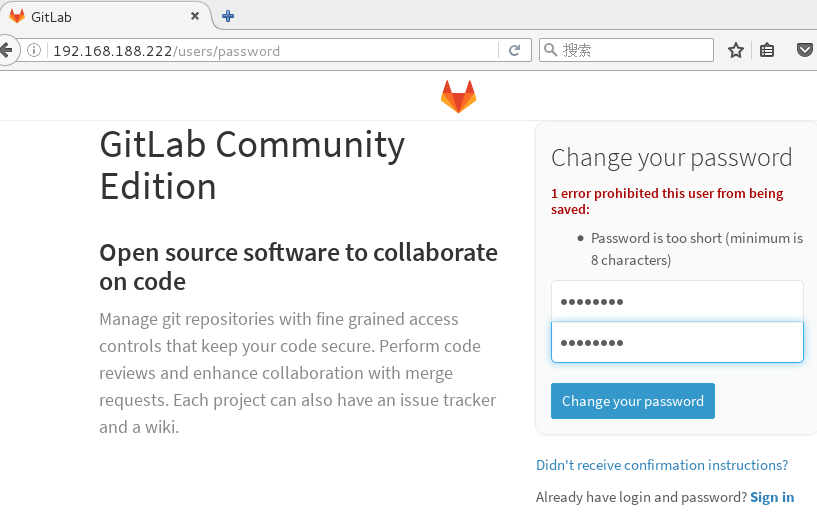 GitLab
192.168.188.222/users/password
搜索
GitLab Community
Edition
Open source software to collaborate
on code
Manage git repositories with fine grained access
controls that keep your code secure. Perform code
reviews and enhance collaboration with merge
requests. Each project can also have an issue tracker
and a wiki.
Change your password
1 error prohibited this user from being
saved:
• Password is too short (minimum is
8 characters)
••••••••
••••••••
Change your password
Didn't receive confirmation instructions?
Already have login and password? Sign in